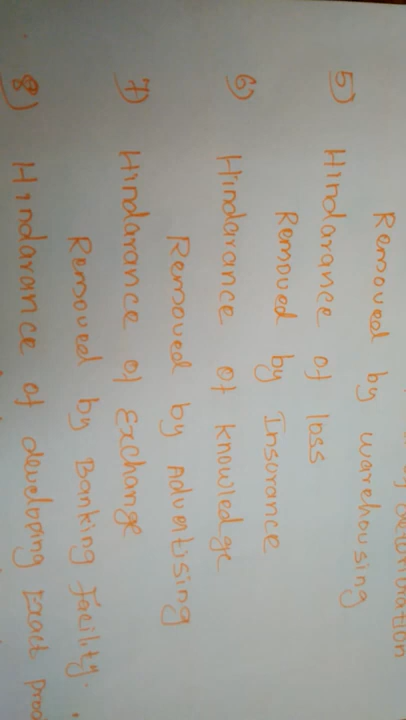 Removed by warehousing
5) Hindarance of loss
Removed by Insurance
6) Hindarance of knowledge
Removed by Advertising
7) Hindarance of Exchange
Removed by Banking facility.
8) Hindarance of developing Exact